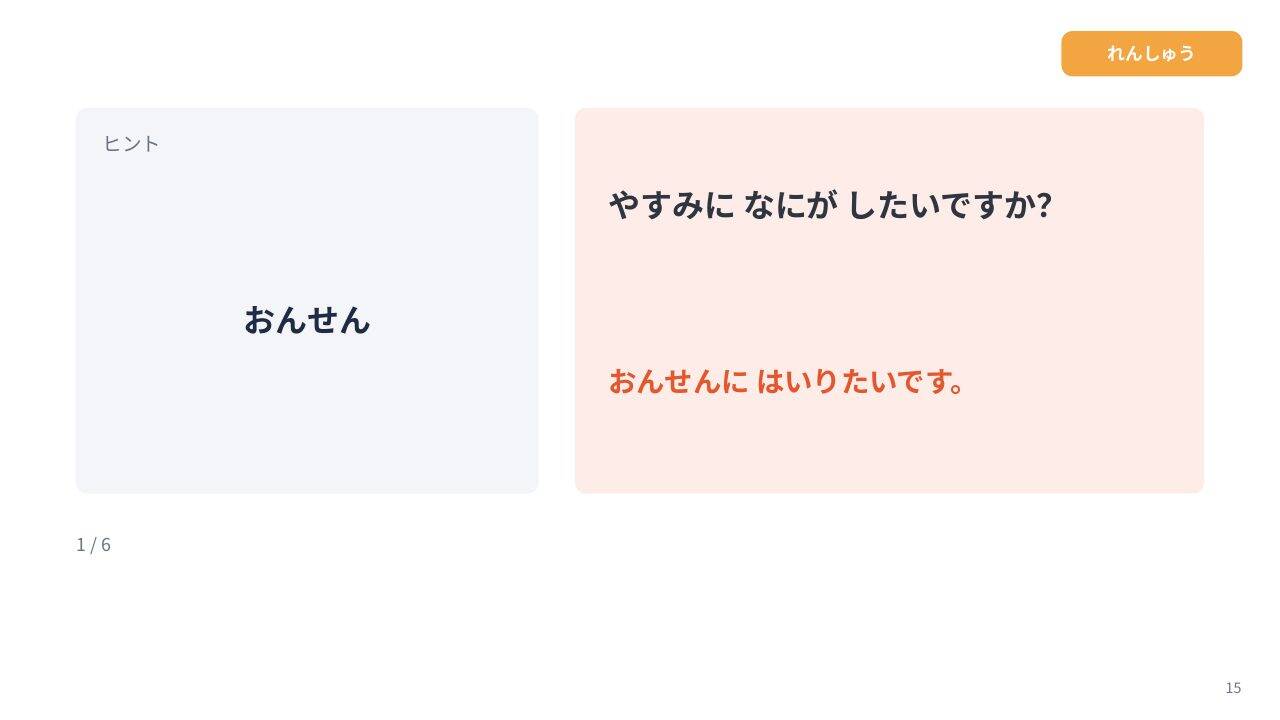 れんしゅう
ヒント
おんせん
やすみに なにが したいですか?
おんせんに はいりたいです。
1 / 6
15